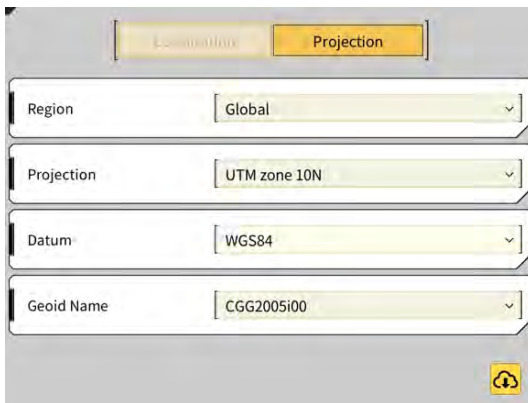 Projection
Region
Global
Projection
UTM zone 10N
Datum
WGS84
Geoid Name
CGG2005i00